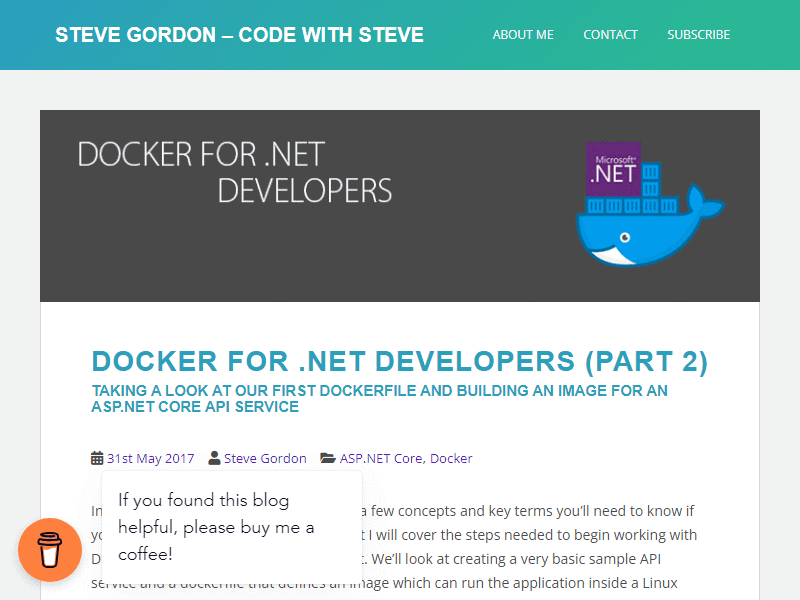 STEVE GORDON – CODE WITH STEVE
ABOUT ME
CONTACT
SUBSCRIBE
DOCKER FOR .NET
DEVELOPERS
Microsoft®
.NET
DOCKER FOR .NET DEVELOPERS (PART 2)
TAKING A LOOK AT OUR FIRST DOCKERFILE AND BUILDING AN IMAGE FOR AN
ASP.NET CORE API SERVICE
31st May 2017 Steve Gordon ASP.NET Core, Docker
If you found this blog
helpful, please buy me a
coffee!
a few concepts and key terms you’ll need to know if
I will cover the steps needed to begin working with
We’ll look at creating a very basic sample API
service and a dockerfile that defines an image which can run the application inside a Linux